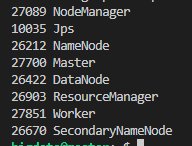 27089 NodeManager
10035 Jps
26212 NameNode
27700 Master
26422 DataNode
26903 ResourceManager
27851 Worker
26670 SecondaryNameNode